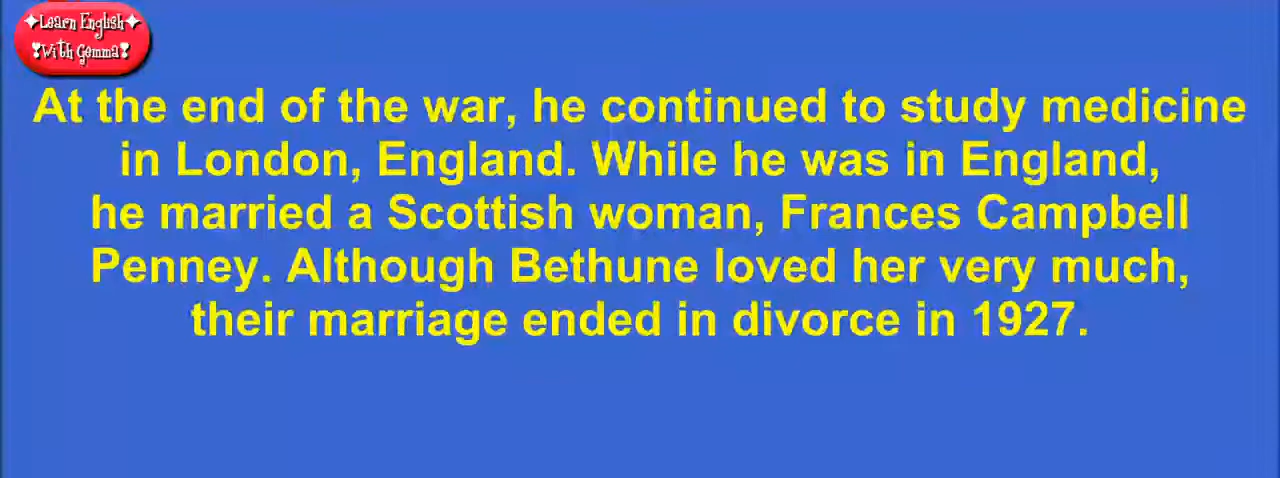 ✦Learn English✦
❣With Gemma❣
At the end of the war, he continued to study medicine
in London, England. While he was in England,
he married a Scottish woman, Frances Campbell
Penney. Although Bethune loved her very much,
their marriage ended in divorce in 1927.